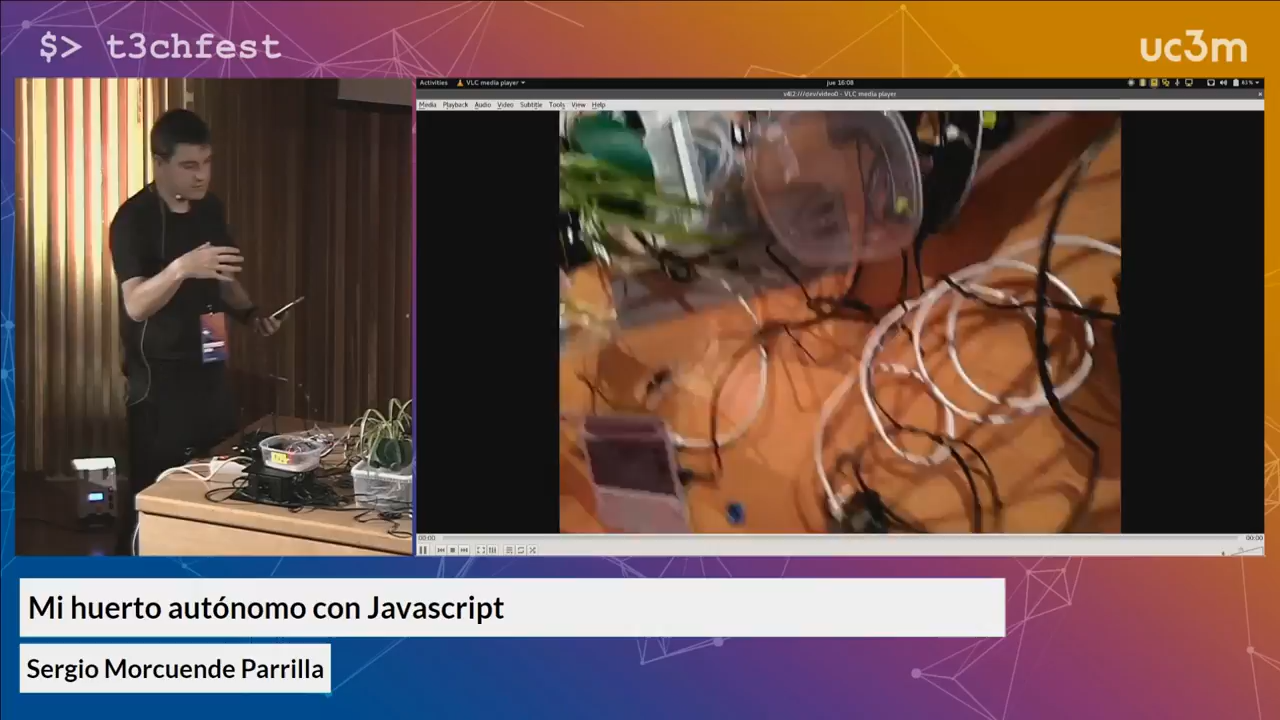 $> t3chfest
uc3m
Activities VLC media player jue 16:08 83%
v4l2:///dev/video0 - VLC media player
Media Playback Audio Video Subtitle Tools View Help
00:00 00:00
Mi huerto autónomo con Javascript
Sergio Morcuende Parrilla